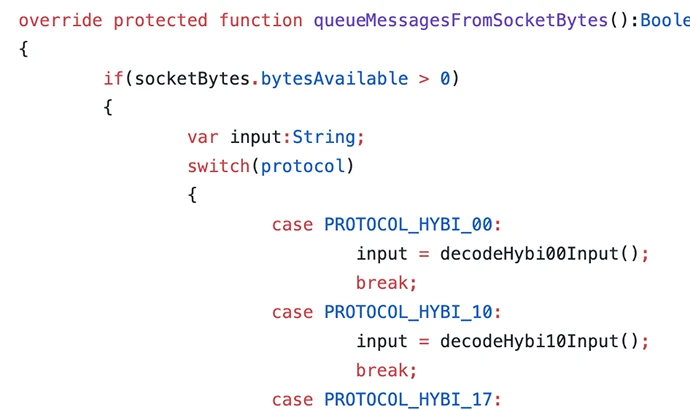 override protected function queueMessagesFromSocketBytes():Boole
{
if(socketBytes.bytesAvailable > 0)
{
var input:String;
switch(protocol)
{
case PROTOCOL_HYBI_00:
input = decodeHybi00Input();
break;
case PROTOCOL_HYBI_10:
input = decodeHybi10Input();
break;
case PROTOCOL_HYBI_17: